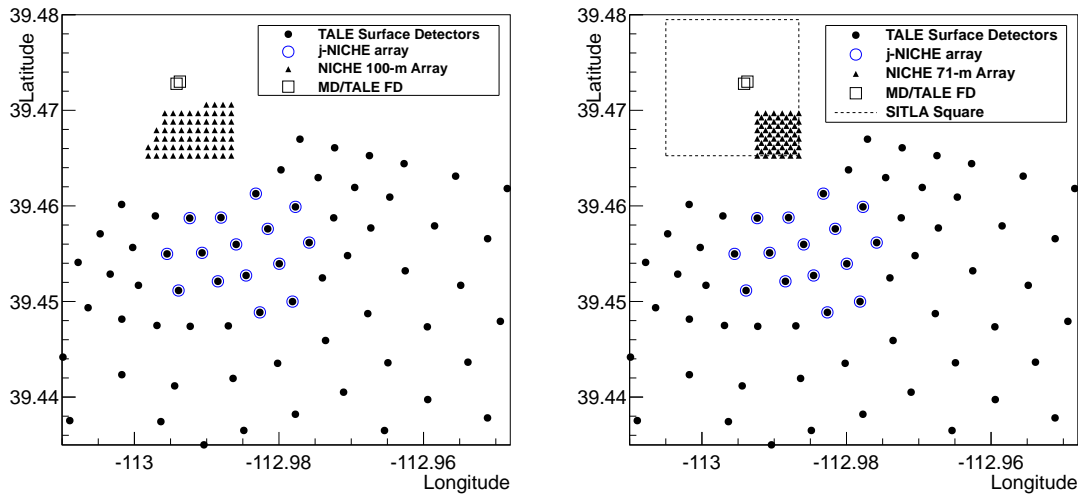 39.48
39.47
39.46
39.45
39.44
Latitude
TALE Surface Detectors
j-NICHE array
NICHE 100-m Array
MD/TALE FD
-113
-112.98
-112.96
Longitude
39.48
39.47
39.46
39.45
39.44
Latitude
TALE Surface Detectors
j-NICHE array
NICHE 71-m Array
MD/TALE FD
SITLA Square
-113
-112.98
-112.96
Longitude